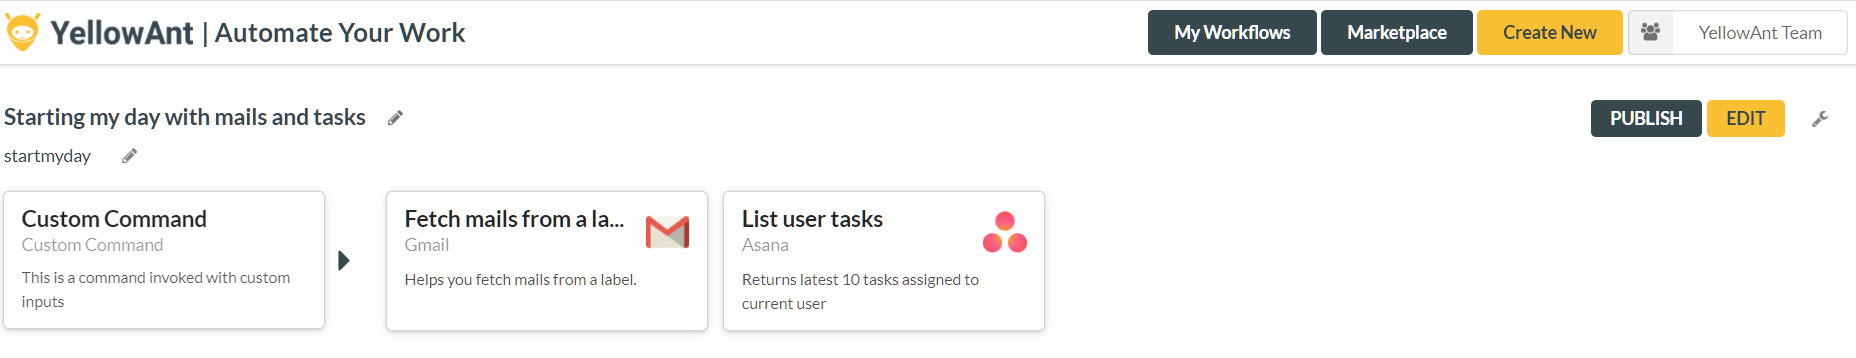 YellowAnt | Automate Your Work
My Workflows
Marketplace
Create New
YellowAnt Team
Starting my day with mails and tasks
PUBLISH
EDIT
startmyday
Custom Command
Custom Command
This is a command invoked with custom
inputs
Fetch mails from a la...
Gmail
Helps you fetch mails from a label.
List user tasks
Asana
Returns latest 10 tasks assigned to
current user